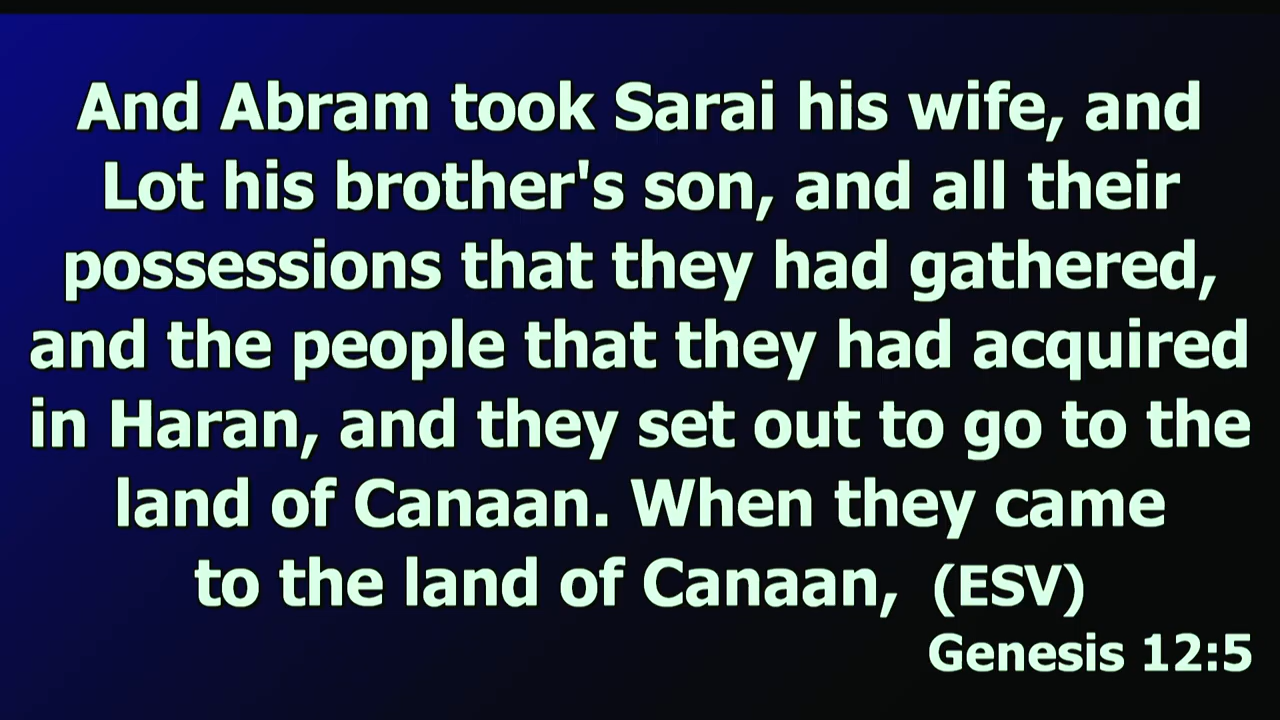 And Abram took Sarai his wife, and
Lot his brother's son, and all their
possessions that they had gathered,
and the people that they had acquired
in Haran, and they set out to go to the
land of Canaan. When they came
to the land of Canaan, (ESV)
Genesis 12:5